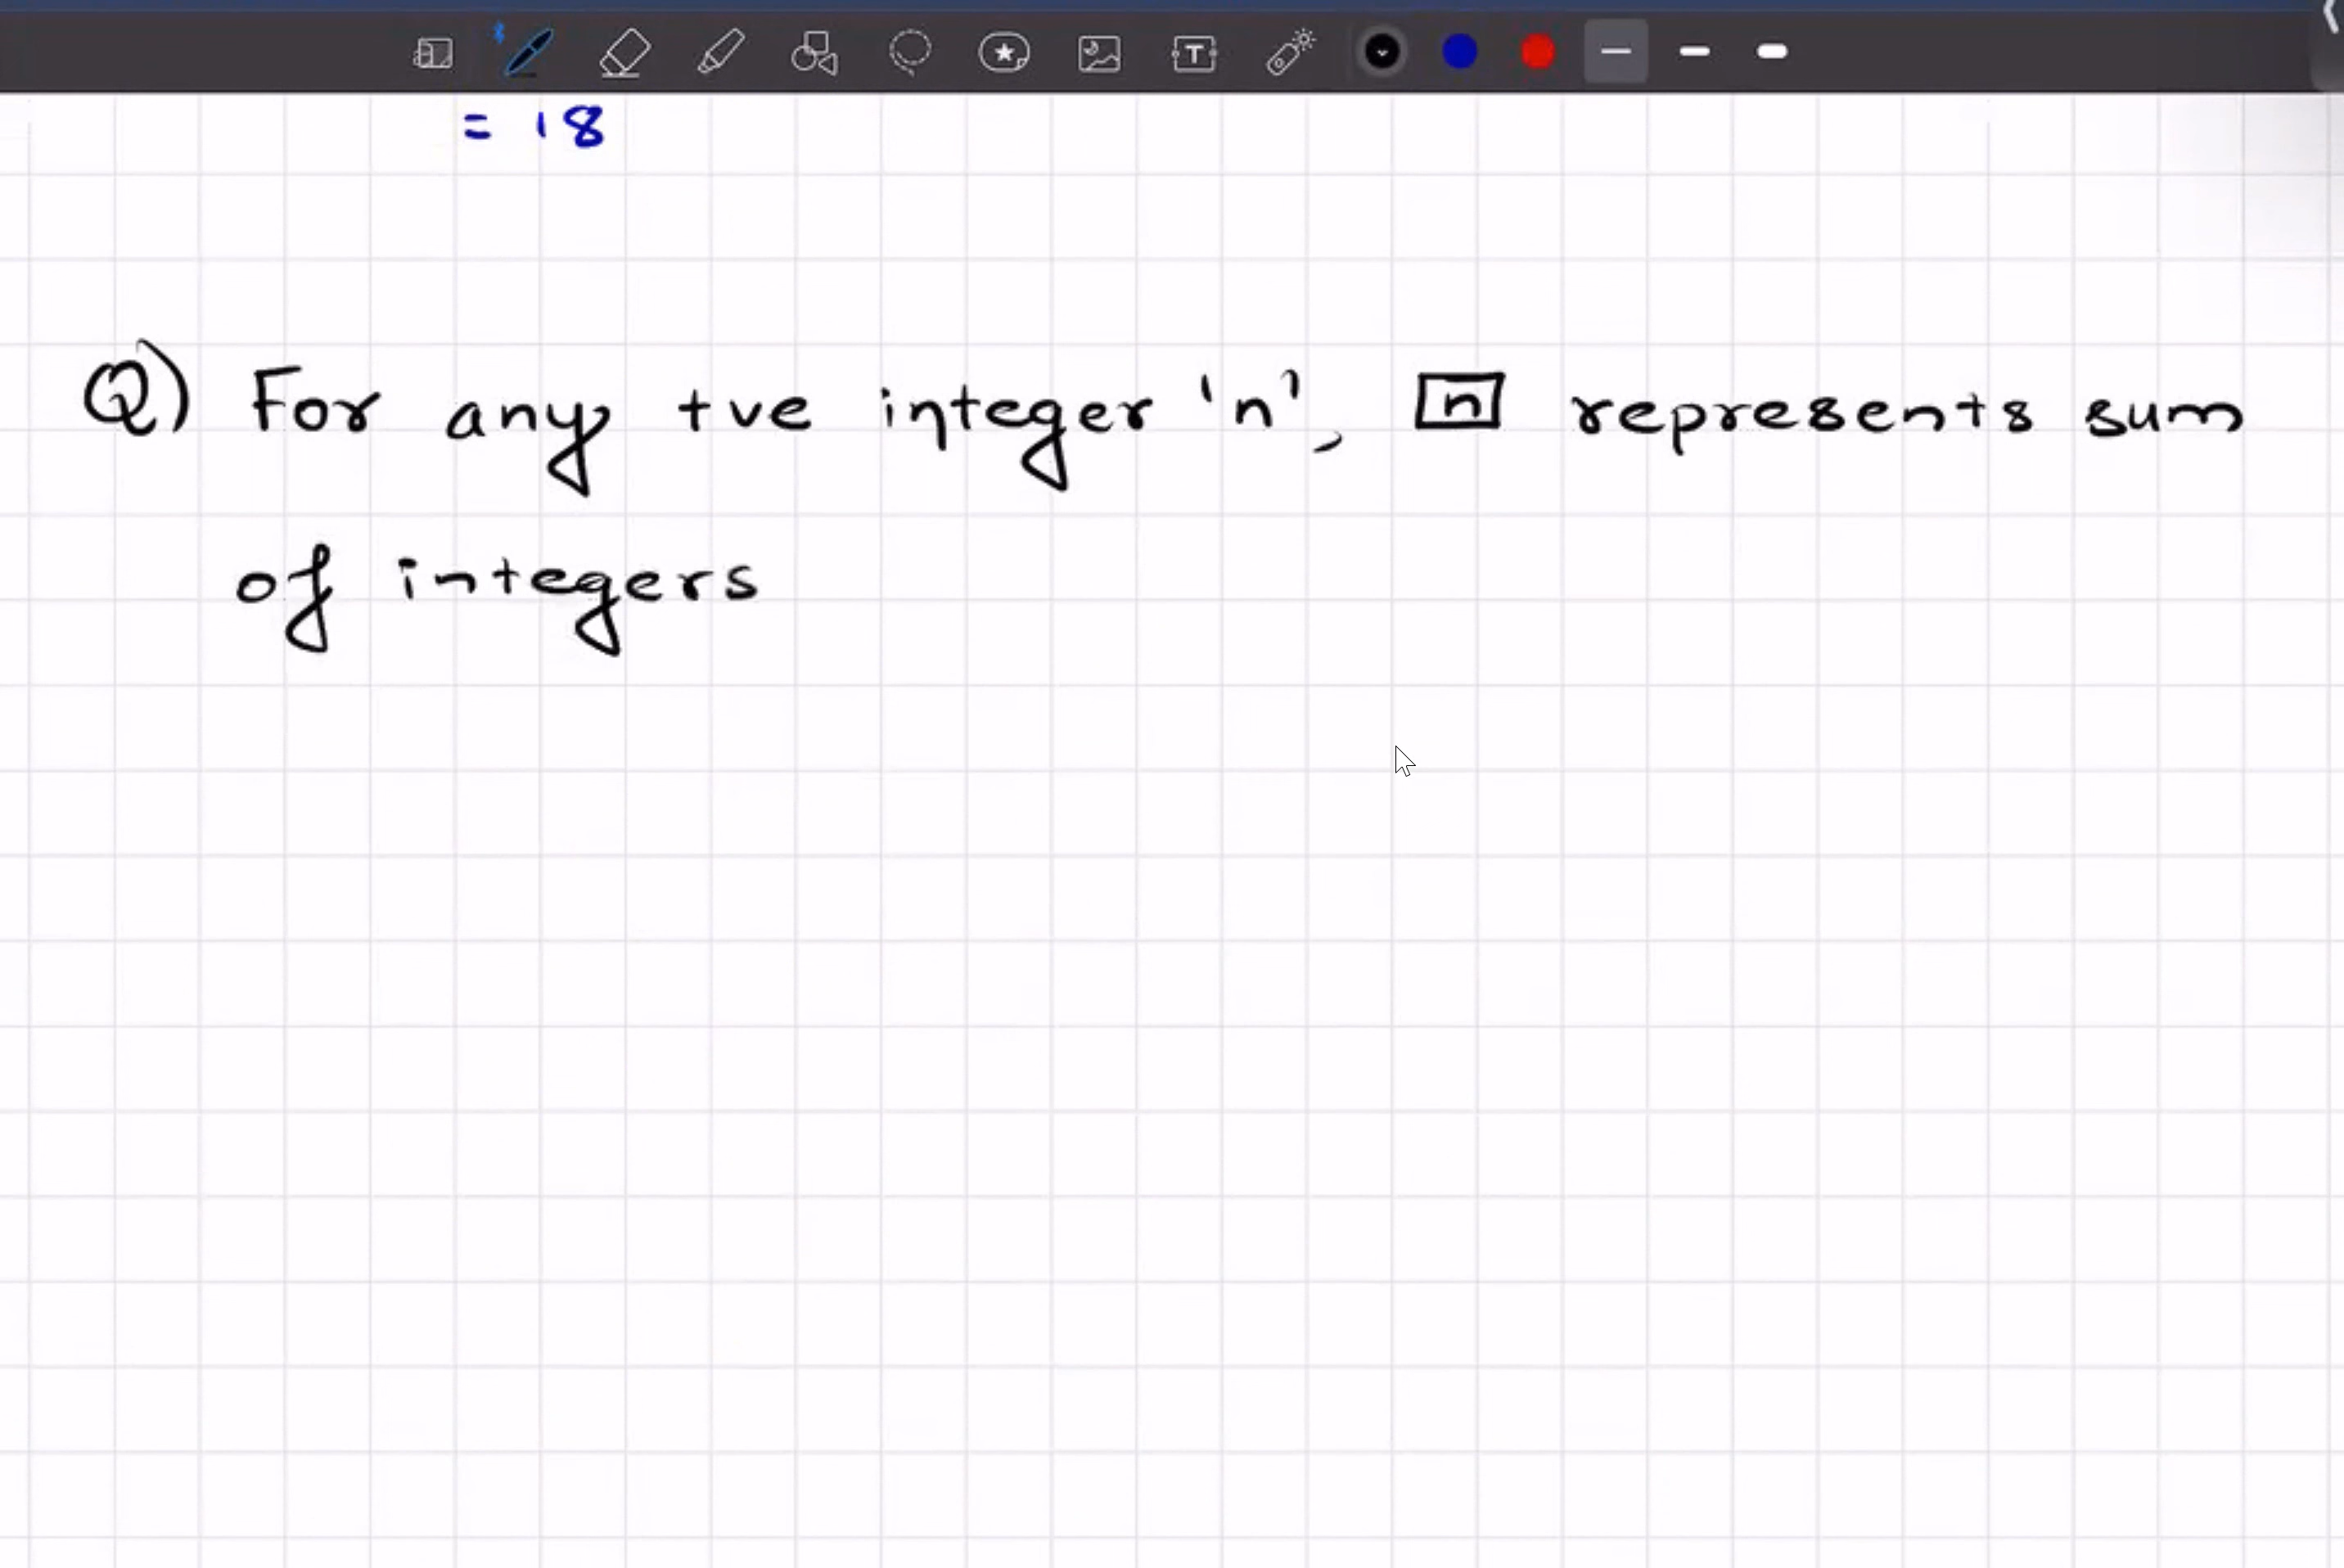 = 18
Q) For any +ve integer 'n', n represents sum
of integers